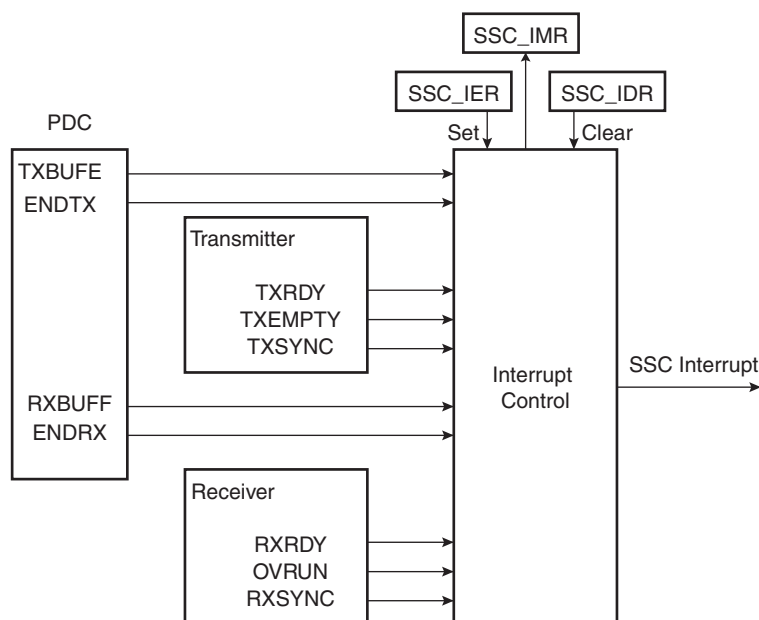 SSC_IMR
SSC_IER
SSC_IDR
PDC
Set
Clear
TXBUFE
ENDTX
Transmitter
TXRDY
TXEMPTY
TXSYNC
RXBUFF
ENDRX
Interrupt
Control
SSC Interrupt
Receiver
RXRDY
OVRUN
RXSYNC